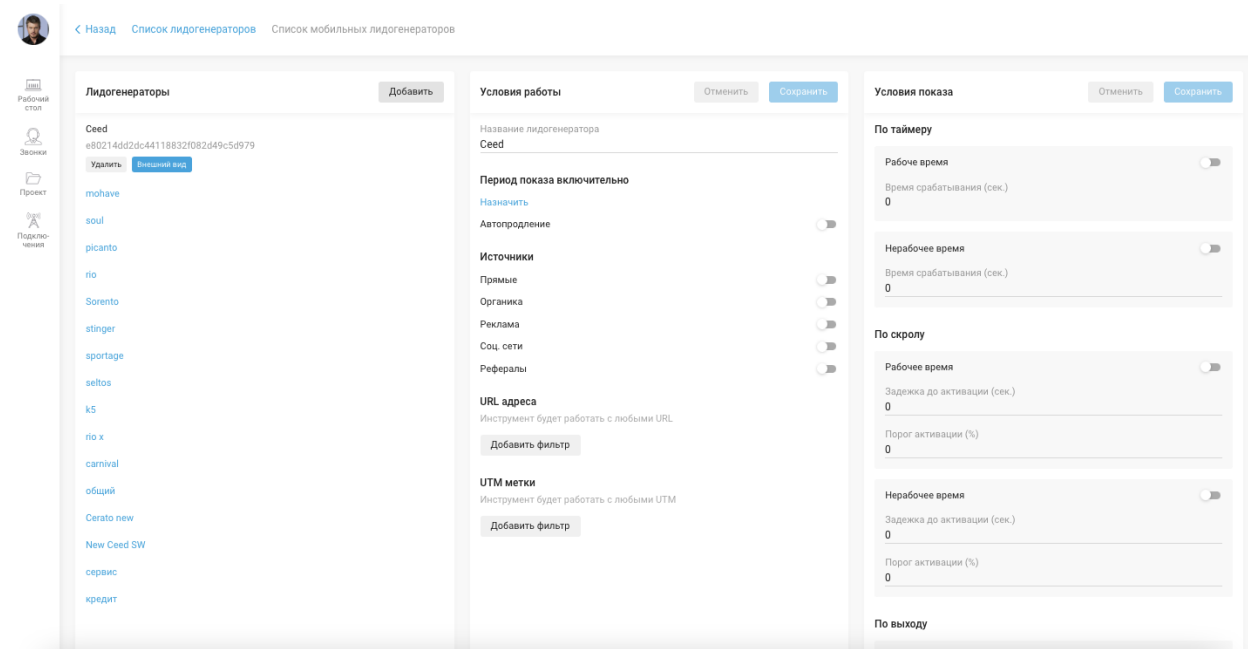 Назад Список лидогенераторов Список мобильных лидогенераторов
Рабочий
стол
Звонки
Проект
Подклю-
чения
Лидогенераторы Добавить
Ceed
e80214dd2dc44118832f082d49c5d979
Удалить Внешний вид
mohave
soul
picanto
rio
Sorento
stinger
sportage
seltos
k5
rio x
carnival
общий
Cerato new
New Ceed SW
сервис
кредит
Условия работы Отменить Сохранить
Название лидогенератора
Ceed
Период показа включительно
Назначить
Автопродление
Источники
Прямые
Органика
Реклама
Соц. сети
Рефералы
URL адреса
Инструмент будет работать с любыми URL
Добавить фильтр
UTM метки
Инструмент будет работать с любыми UTM
Добавить фильтр
Условия показа Отменить Сохранить
По таймеру
Рабоче время
Время срабатывания (сек.)
0
Нерабочее время
Время срабатывания (сек.)
0
По скролу
Рабочее время
Задежка до активации (сек.)
0
Порог активации (%)
0
Нерабочее время
Задежка до активации (сек.)
0
Порог активации (%)
0
По выходу